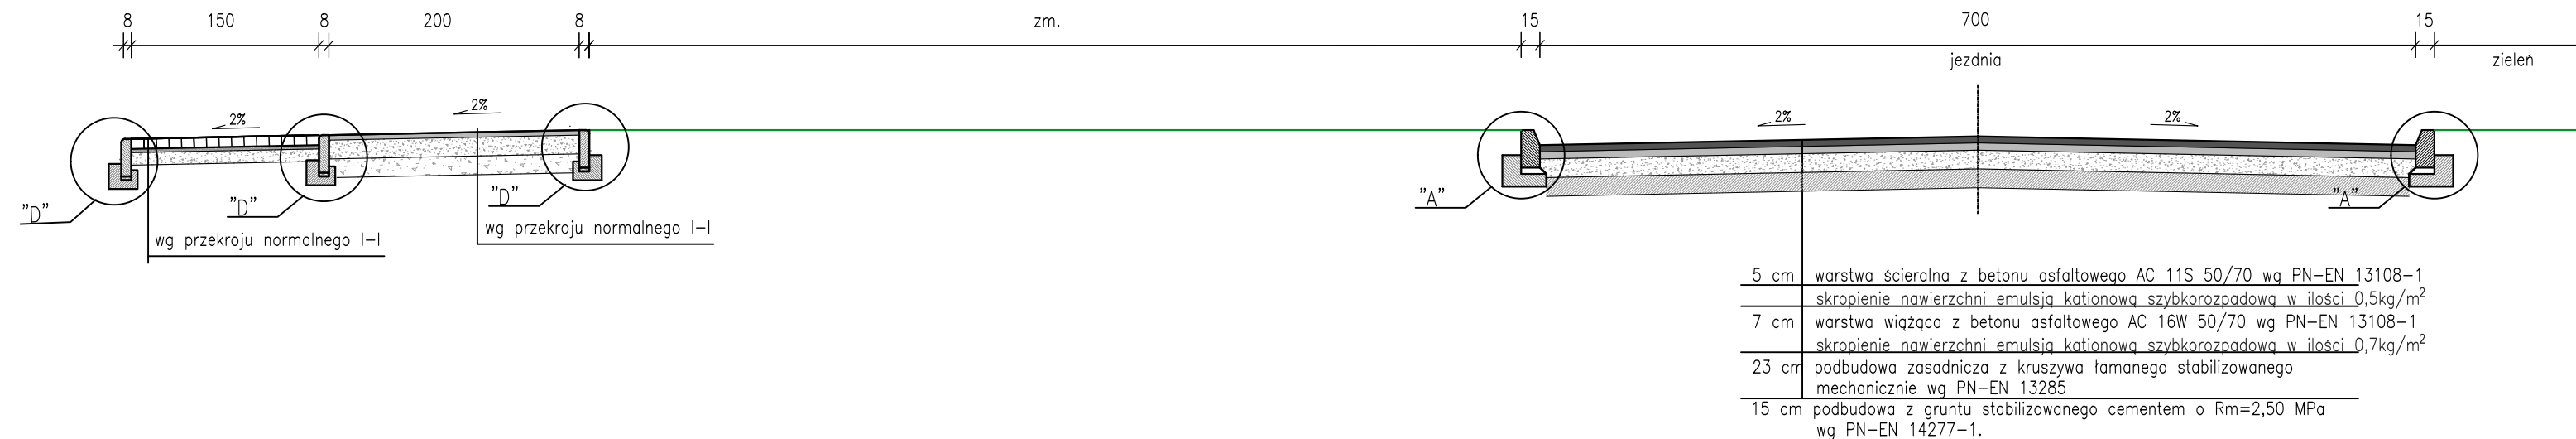 8 150 8 200 8 zm. 15 700 15
jezdnia zieleń
2% 2% 2% 2%
"D" "D" "D" "A" "A"
wg przekroju normalnego I-I
wg przekroju normalnego I-I
5 cm warstwa ścieralna z betonu asfaltowego AC 11S 50/70 wg PN-EN 13108-1
skropienie nawierzchni emulsją kationową szybkorozpadową w ilości 0,5kg/m²
7 cm warstwa wiążąca z betonu asfaltowego AC 16W 50/70 wg PN-EN 13108-1
skropienie nawierzchni emulsją kationową szybkorozpadową w ilości 0,7kg/m²
23 cm podbudowa zasadnicza z kruszywa łamanego stabilizowanego
mechanicznie wg PN-EN 13285
15 cm podbudowa z gruntu stabilizowanego cementem o Rm=2,50 MPa
wg PN-EN 14277-1.